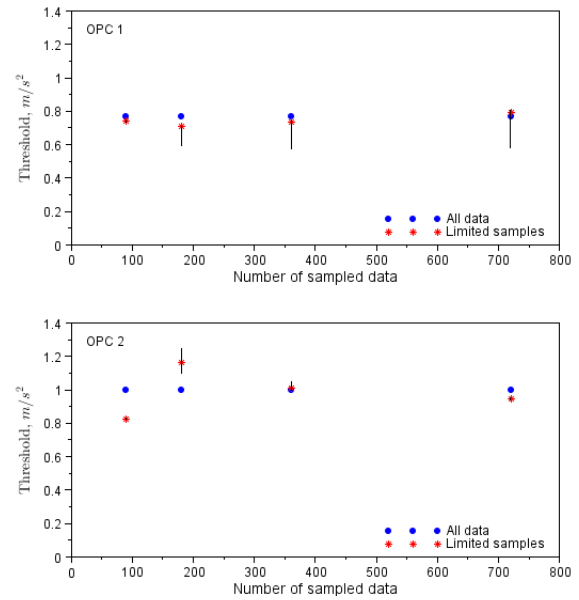 1.4
OPC 1
1.2
1
0.8
0.6
0.4
0.2
0
Threshold, m/s²
All data
Limited samples
0 100 200 300 400 500 600 700 800
Number of sampled data
1.4
OPC 2
1.2
1
0.8
0.6
0.4
0.2
0
Threshold, m/s²
All data
Limited samples
0 100 200 300 400 500 600 700 800
Number of sampled data